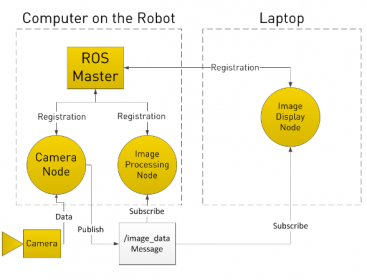 Computer on the Robot
Laptop
ROS
Master
Registration
Registration
Registration
Image
Display
Node
Camera
Node
Image
Processing
Node
Data
Publish
Subscribe
Subscribe
Camera
/image_data
Message